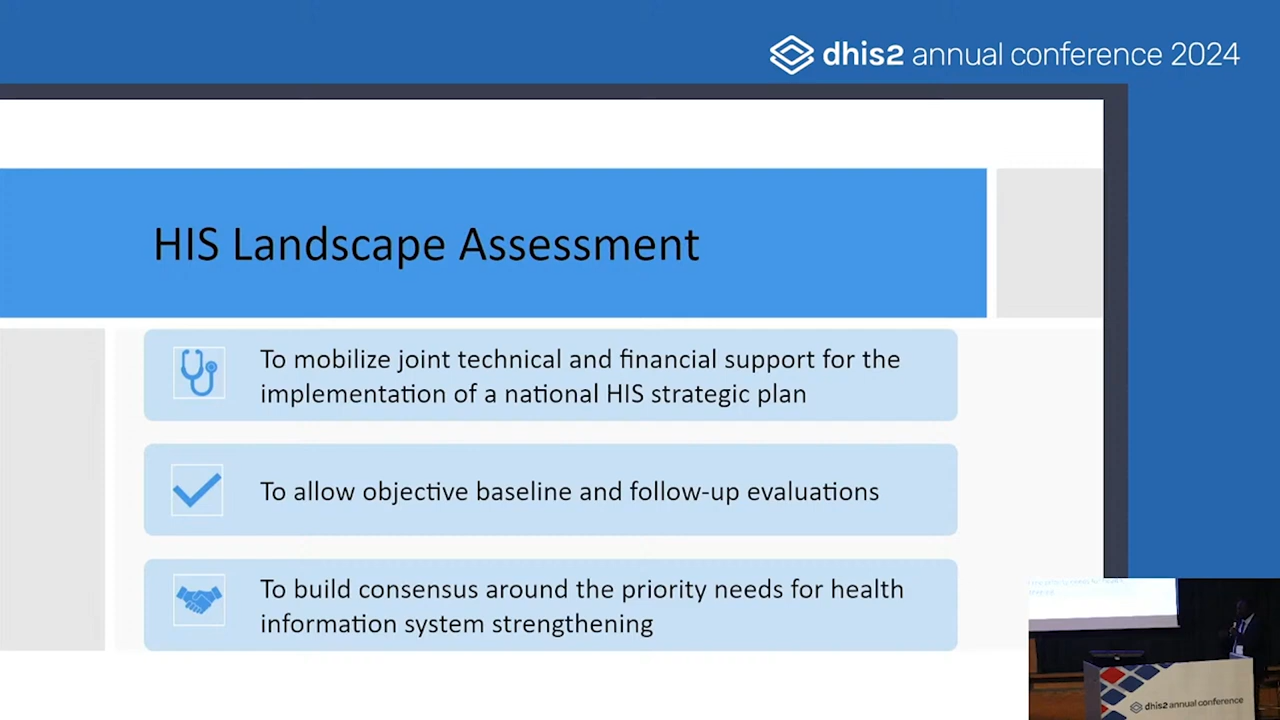 dhis2 annual conference 2024
HIS Landscape Assessment
To mobilize joint technical and financial support for the
implementation of a national HIS strategic plan
To allow objective baseline and follow-up evaluations
To build consensus around the priority needs for health
information system strengthening
dhis2 annual conference